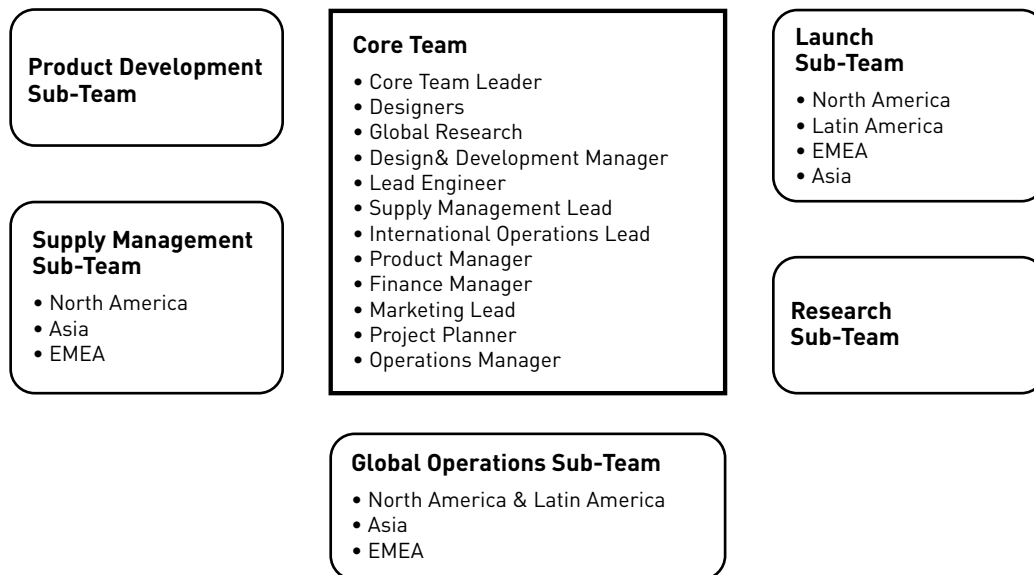 Product Development
Sub-Team
Supply Management
Sub-Team
• North America
• Asia
• EMEA
Core Team
• Core Team Leader
• Designers
• Global Research
• Design& Development Manager
• Lead Engineer
• Supply Management Lead
• International Operations Lead
• Product Manager
• Finance Manager
• Marketing Lead
• Project Planner
• Operations Manager
Launch
Sub-Team
• North America
• Latin America
• EMEA
• Asia
Research
Sub-Team
Global Operations Sub-Team
• North America & Latin America
• Asia
• EMEA